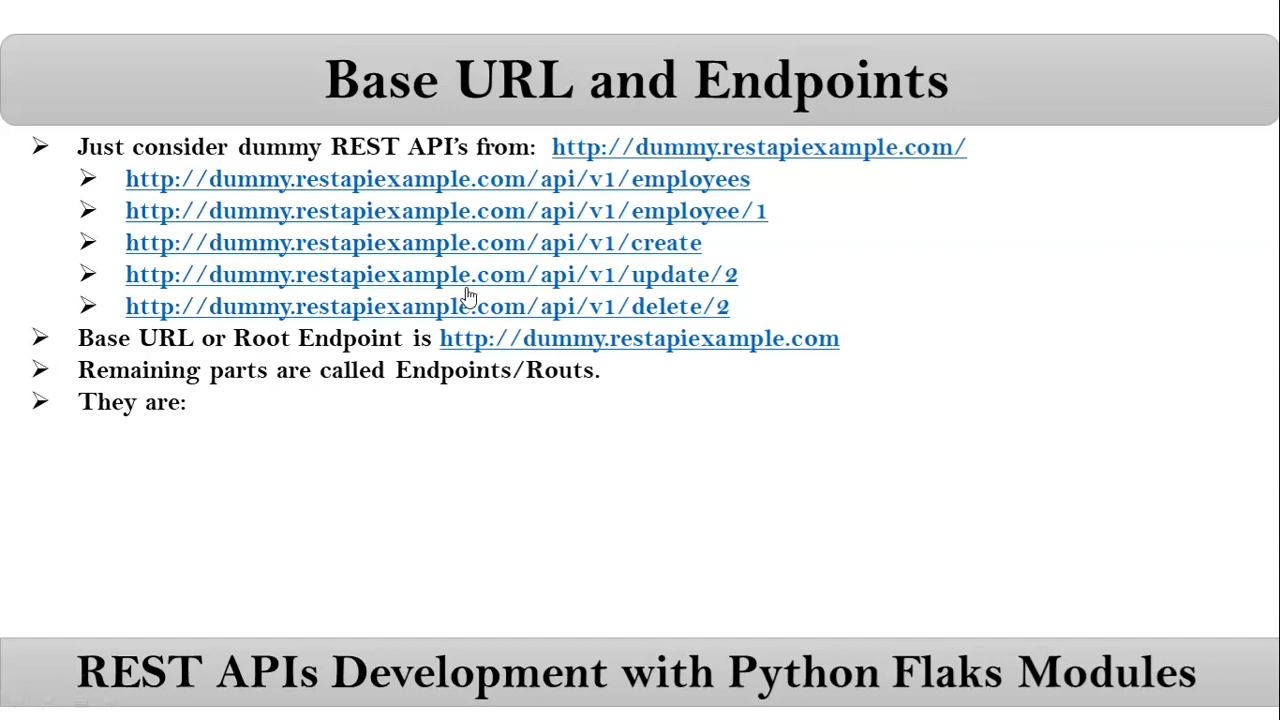 Base URL and Endpoints
Just consider dummy REST API's from: http://dummy.restapiexample.com/
http://dummy.restapiexample.com/api/v1/employees
http://dummy.restapiexample.com/api/v1/employee/1
http://dummy.restapiexample.com/api/v1/create
http://dummy.restapiexample.com/api/v1/update/2
http://dummy.restapiexample.com/api/v1/delete/2
Base URL or Root Endpoint is http://dummy.restapiexample.com
Remaining parts are called Endpoints/Routs.
They are:
REST APIs Development with Python Flaks Modules